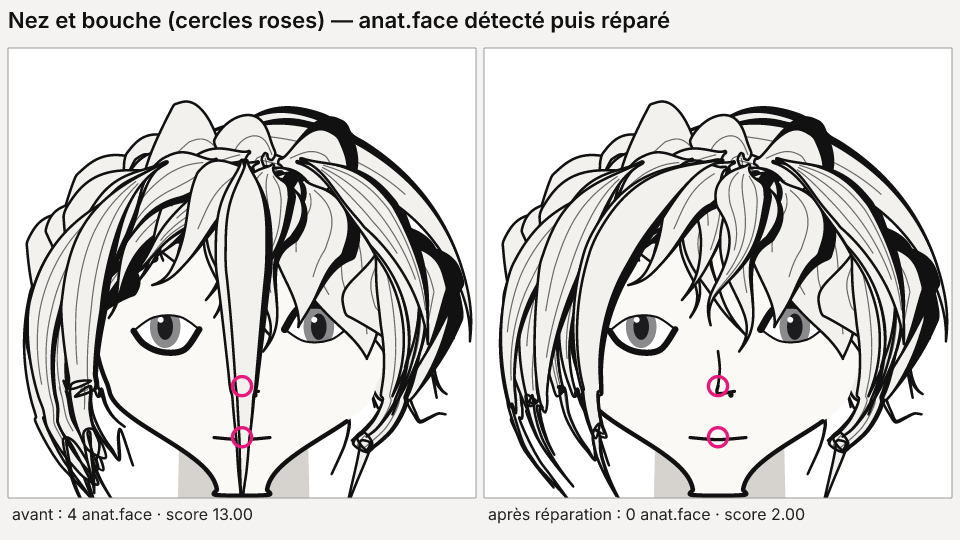 Nez et bouche (cercles roses) — anat.face détecté puis réparé
avant : 4 anat.face · score 13.00
après réparation : 0 anat.face · score 2.00